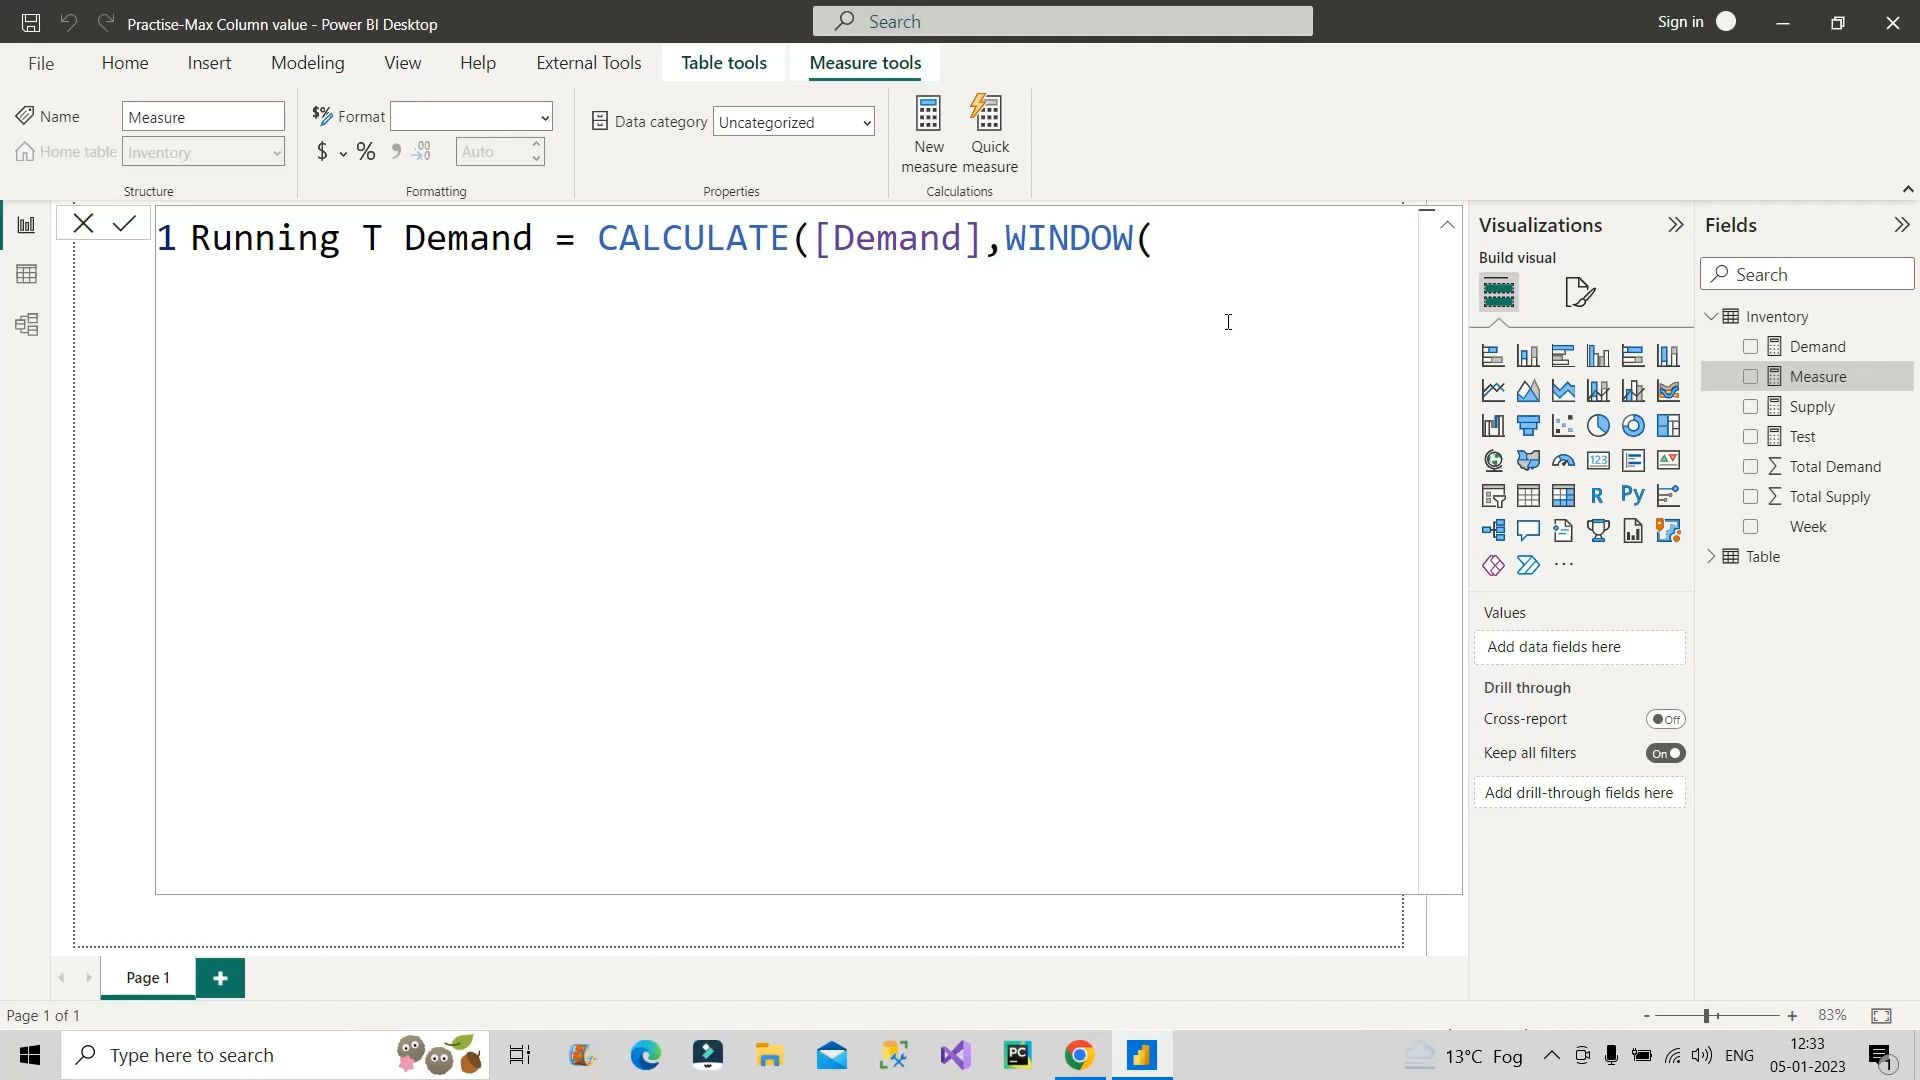 Practise-Max Column value - Power BI Desktop
Search
Sign in
File Home Insert Modeling View Help External Tools Table tools Measure tools
Name Measure
Home table Inventory
Structure
$% Format
$ % 9 .00
Auto
Formatting
Data category Uncategorized
Properties
New measure
Quick measure
Calculations
1 Running T Demand = CALCULATE([Demand],WINDOW(
Visualizations
Build visual
123
R
Py
...
Values
Add data fields here
Drill through
Cross-report Off
Keep all filters On
Add drill-through fields here
Fields
Search
Inventory
Demand
Measure
Supply
Test
Σ Total Demand
Σ Total Supply
Week
Table
Page 1
Page 1 of 1
- + 83%
Type here to search
PC
13°C Fog
ENG
12:33
05-01-2023
1